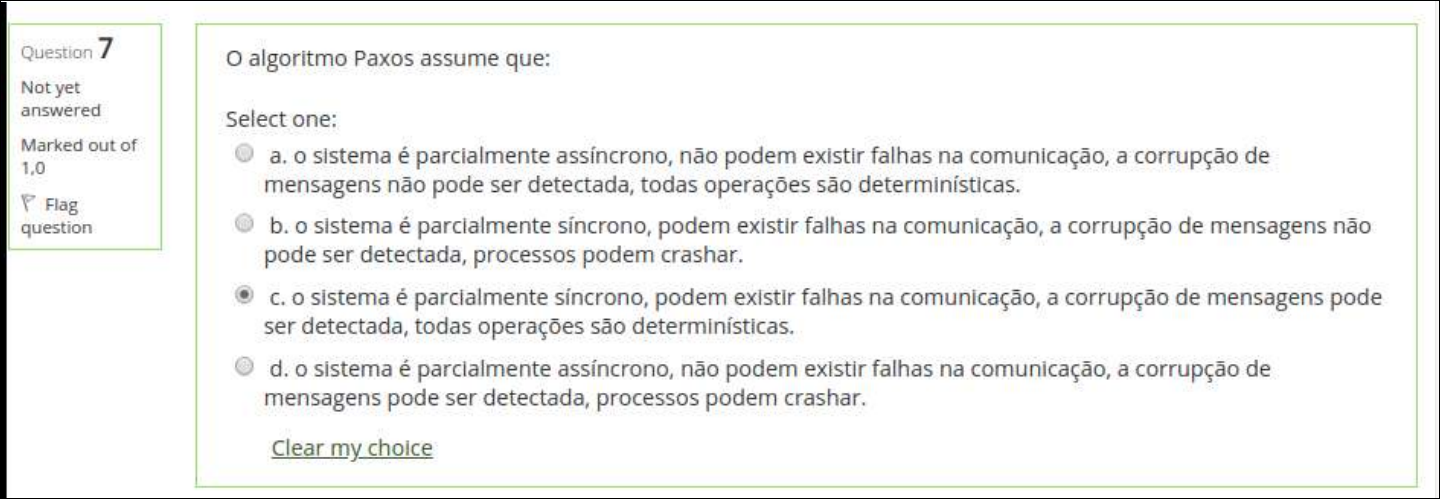 Question 7
Not yet
answered
Marked out of
1,0
Flag
question
O algoritmo Paxos assume que:
Select one:
a. o sistema é parcialmente assíncrono, não podem existir falhas na comunicação, a corrupção de
mensagens não pode ser detectada, todas operações são determinísticas.
b. o sistema é parcialmente síncrono, podem existir falhas na comunicação, a corrupção de mensagens não
pode ser detectada, processos podem crashar.
c. o sistema é parcialmente síncrono, podem existir falhas na comunicação, a corrupção de mensagens pode
ser detectada, todas operações são determinísticas.
d. o sistema é parcialmente assíncrono, não podem existir falhas na comunicação, a corrupção de
mensagens pode ser detectada, processos podem crashar.
Clear my choice